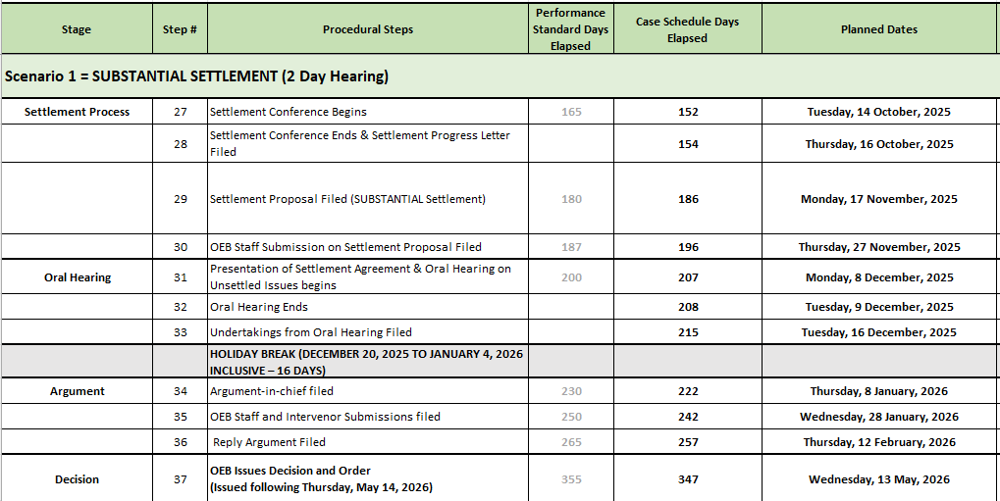 Stage Step # Procedural Steps Performance Standard Days Elapsed Case Schedule Days Elapsed Planned Dates
Scenario 1 = SUBSTANTIAL SETTLEMENT (2 Day Hearing)
Settlement Process 27 Settlement Conference Begins 165 152 Tuesday, 14 October, 2025
28 Settlement Conference Ends & Settlement Progress Letter Filed 154 Thursday, 16 October, 2025
29 Settlement Proposal Filed (SUBSTANTIAL Settlement) 180 186 Monday, 17 November, 2025
30 OEB Staff Submission on Settlement Proposal Filed 187 196 Thursday, 27 November, 2025
Oral Hearing 31 Presentation of Settlement Agreement & Oral Hearing on Unsettled Issues begins 200 207 Monday, 8 December, 2025
32 Oral Hearing Ends 208 Tuesday, 9 December, 2025
33 Undertakings from Oral Hearing Filed 215 Tuesday, 16 December, 2025
HOLIDAY BREAK (DECEMBER 20, 2025 TO JANUARY 4, 2026 INCLUSIVE – 16 DAYS)
Argument 34 Argument-in-chief filed 230 222 Thursday, 8 January, 2026
35 OEB Staff and Intervenor Submissions filed 250 242 Wednesday, 28 January, 2026
36 Reply Argument Filed 265 257 Thursday, 12 February, 2026
Decision 37 OEB Issues Decision and Order (Issued following Thursday, May 14, 2026) 355 347 Wednesday, 13 May, 2026